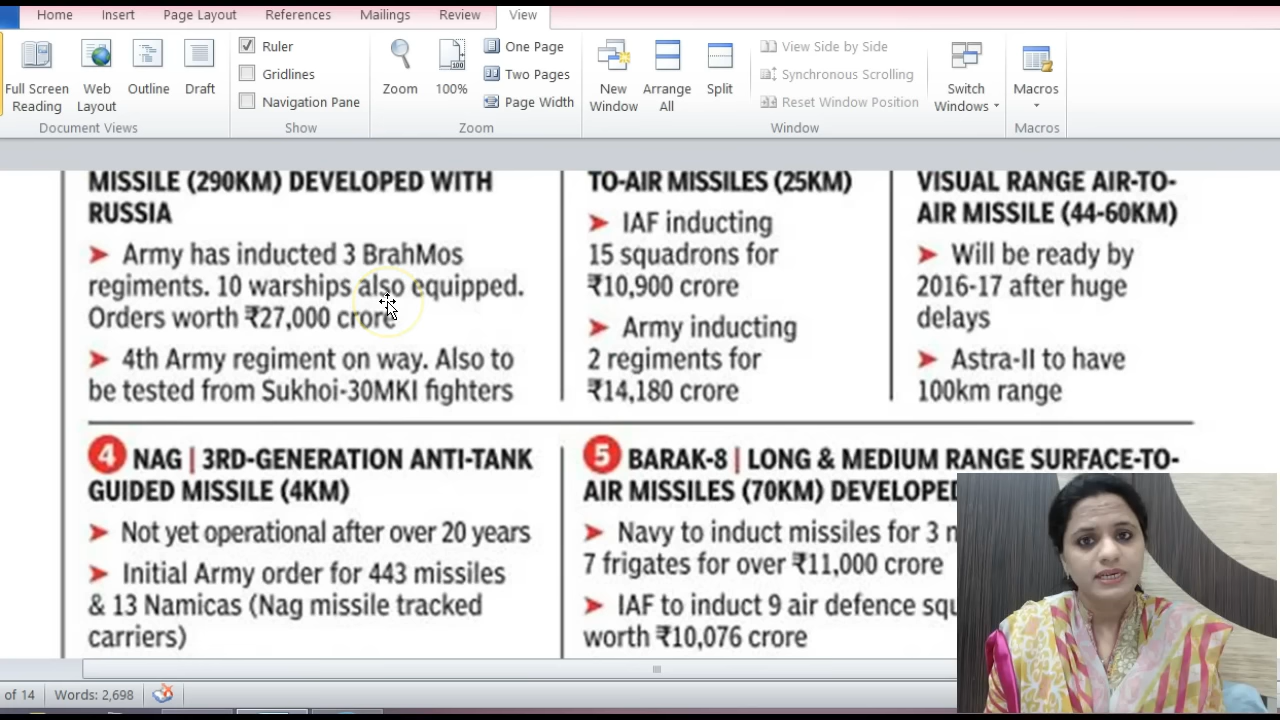 Home Insert Page Layout References Mailings Review View
Full Screen Reading
Web Layout
Outline
Draft
Document Views
Ruler
Gridlines
Navigation Pane
Show
Zoom
100%
One Page
Two Pages
Page Width
Zoom
New Window
Arrange All
Split
View Side by Side
Synchronous Scrolling
Reset Window Position
Window
Switch Windows
Macros
Macros
MISSILE (290KM) DEVELOPED WITH
RUSSIA
➤ Army has inducted 3 BrahMos
regiments. 10 warships also equipped.
Orders worth ₹27,000 crore
➤ 4th Army regiment on way. Also to
be tested from Sukhoi-30MKI fighters
TO-AIR MISSILES (25KM)
➤ IAF inducting
15 squadrons for
₹10,900 crore
➤ Army inducting
2 regiments for
₹14,180 crore
VISUAL RANGE AIR-TO-
AIR MISSILE (44-60KM)
➤ Will be ready by
2016-17 after huge
delays
➤ Astra-II to have
100km range
4 NAG | 3RD-GENERATION ANTI-TANK
GUIDED MISSILE (4KM)
➤ Not yet operational after over 20 years
➤ Initial Army order for 443 missiles
& 13 Namicas (Nag missile tracked
carriers)
5 BARAK-8 | LONG & MEDIUM RANGE SURFACE-TO-
AIR MISSILES (70KM) DEVELOPED
➤ Navy to induct missiles for 3
7 frigates for over ₹11,000 crore
➤ IAF to induct 9 air defence
worth ₹10,076 crore
of 14 Words: 2,698